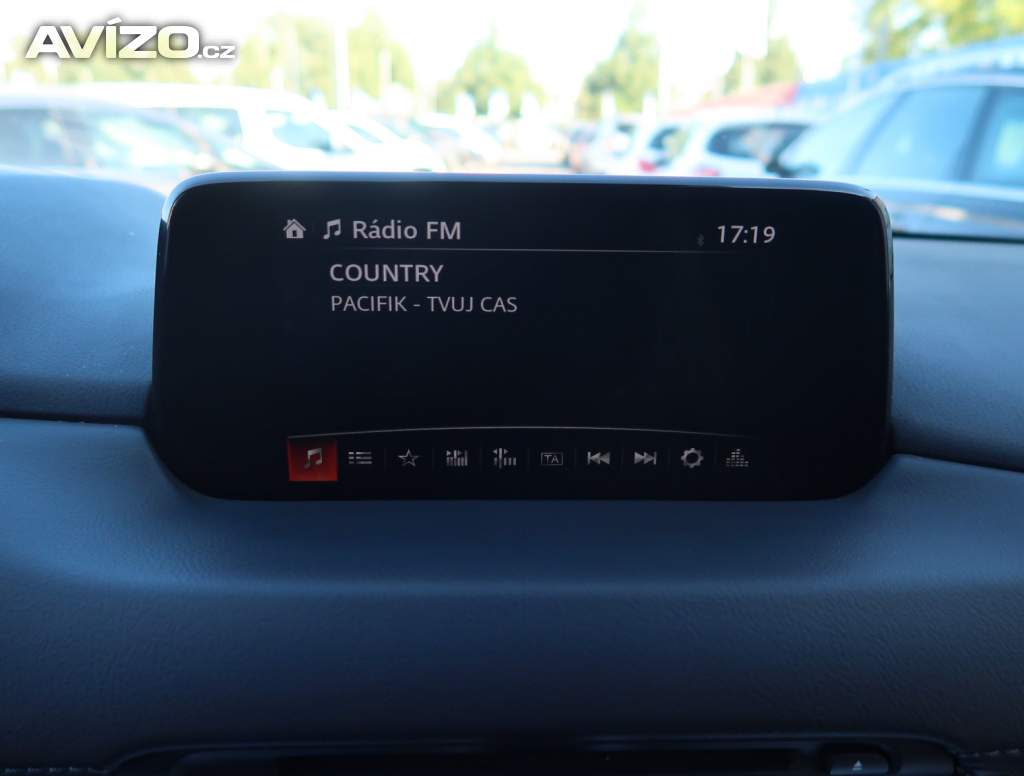 AVÍZO.cz
Rádio FM
17:19
COUNTRY
PACIFIK - TVUJ CAS
TA